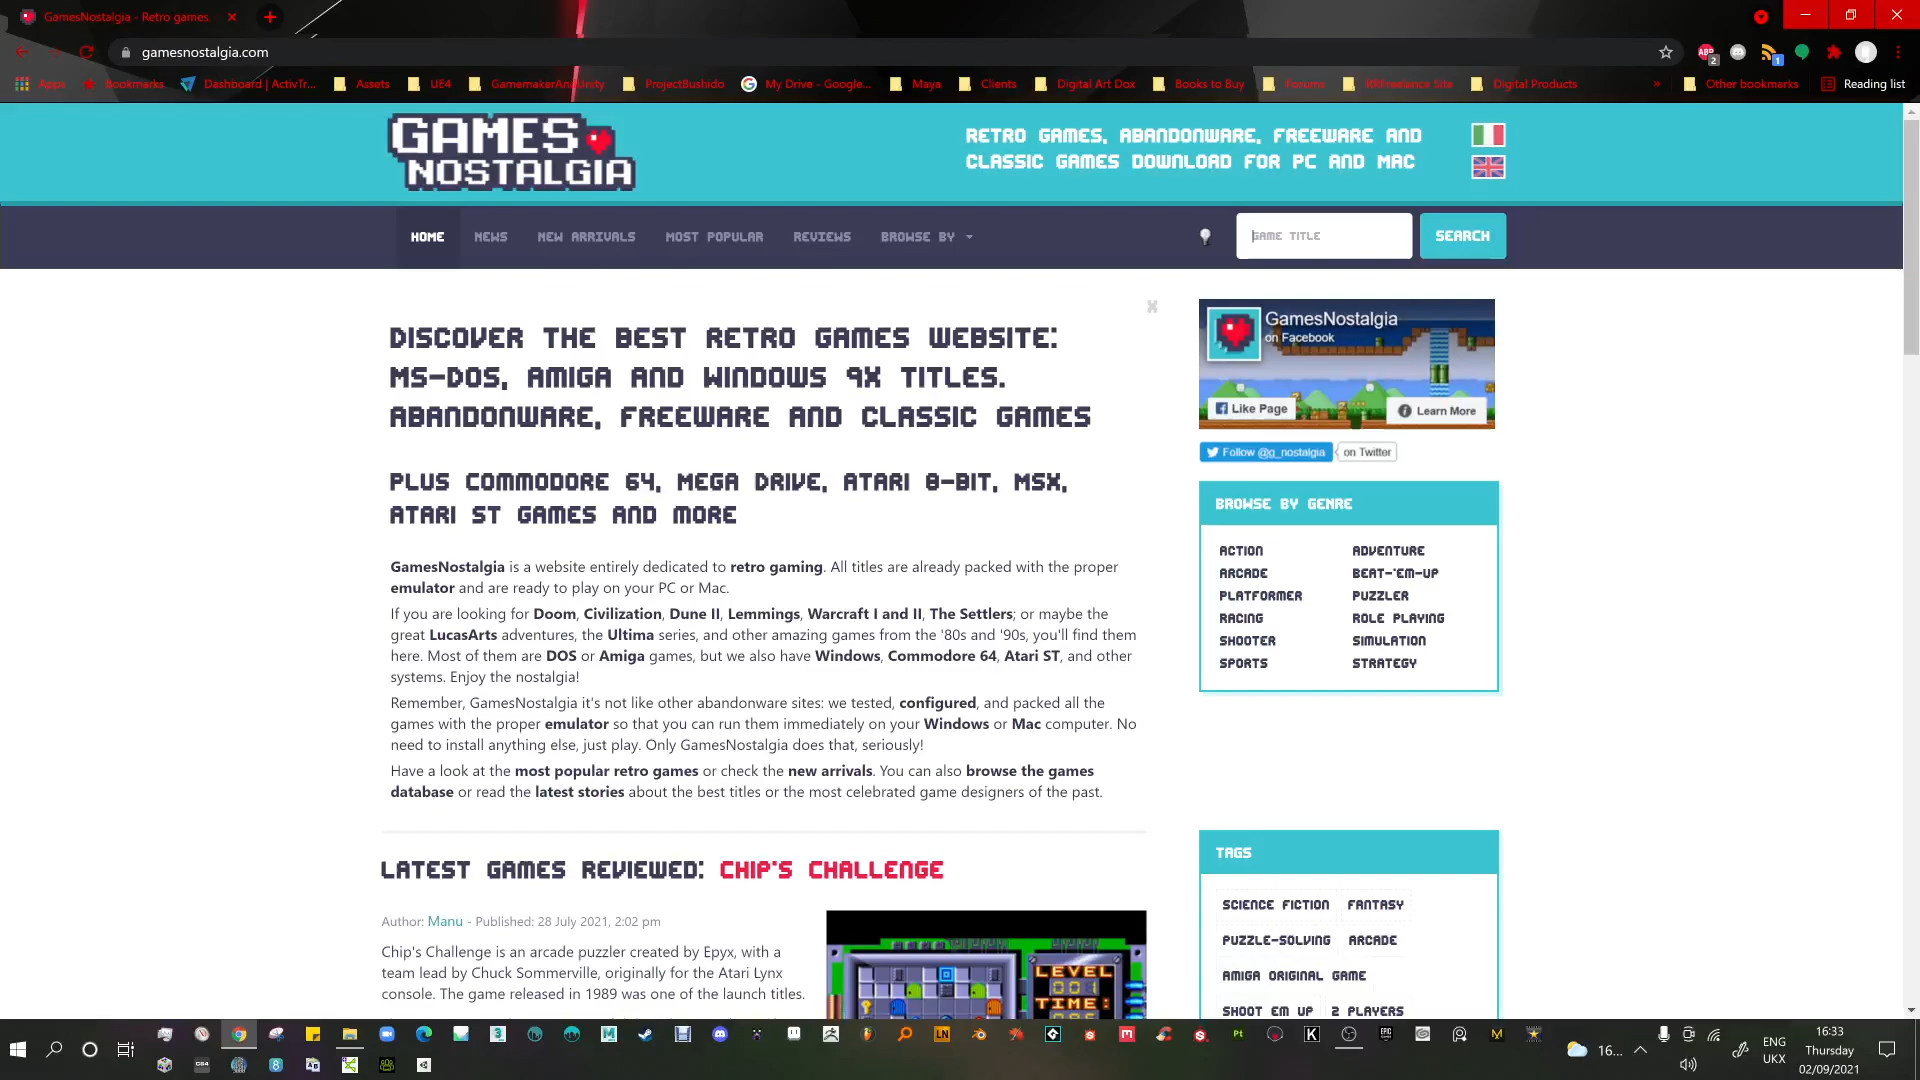 GamesNostalgia - Retro games
gamesnostalgia.com
ABP 2 1
Apps Bookmarks Dashboard | ActivTr... Assets UE4 GamemakerAndUnity ProjectBushido My Drive - Google... Maya Clients Digital Art Dox Books to Buy Forums REFreelance Site Digital Products » Other bookmarks Reading list
GAMES
NOSTALGIA
RETRO GAMES, ABANDONWARE, FREEWARE AND
CLASSIC GAMES DOWNLOAD FOR PC AND MAC
HOME NEWS NEW ARRIVALS MOST POPULAR REVIEWS BROWSE BY GAME TITLE SEARCH
DISCOVER THE BEST RETRO GAMES WEBSITE:
MS-DOS, AMIGA AND WINDOWS 9X TITLES.
ABANDONWARE, FREEWARE AND CLASSIC GAMES
PLUS COMMODORE 64, MEGA DRIVE, ATARI 8-BIT, MSX,
ATARI ST GAMES AND MORE
GamesNostalgia is a website entirely dedicated to retro gaming. All titles are already packed with the proper
emulator and are ready to play on your PC or Mac.
If you are looking for Doom, Civilization, Dune II, Lemmings, Warcraft I and II, The Settlers; or maybe the
great LucasArts adventures, the Ultima series, and other amazing games from the '80s and '90s, you'll find them
here. Most of them are DOS or Amiga games, but we also have Windows, Commodore 64, Atari ST, and other
systems. Enjoy the nostalgia!
Remember, GamesNostalgia it's not like other abandonware sites: we tested, configured, and packed all the
games with the proper emulator so that you can run them immediately on your Windows or Mac computer. No
need to install anything else, just play. Only GamesNostalgia does that, seriously!
Have a look at the most popular retro games or check the new arrivals. You can also browse the games
database or read the latest stories about the best titles or the most celebrated game designers of the past.
LATEST GAMES REVIEWED: CHIP'S CHALLENGE
Author: Manu - Published: 28 July 2021, 2:02 pm
Chip's Challenge is an arcade puzzler created by Epyx, with a
team lead by Chuck Sommerville, originally for the Atari Lynx
console. The game released in 1989 was one of the launch titles.
LEVEL
001
TIME:
GamesNostalgia
on Facebook
Like Page Learn More
Follow @g_nostalgia on Twitter
BROWSE BY GENRE
ACTION ADVENTURE
ARCADE BEAT-'EM-UP
PLATFORMER PUZZLER
RACING ROLE PLAYING
SHOOTER SIMULATION
SPORTS STRATEGY
TAGS
SCIENCE FICTION FANTASY
PUZZLE-SOLVING ARCADE
AMIGA ORIGINAL GAME
SHOOT EM UP 2 PLAYERS
16...
ENG
UKX
16:33
Thursday
02/09/2021